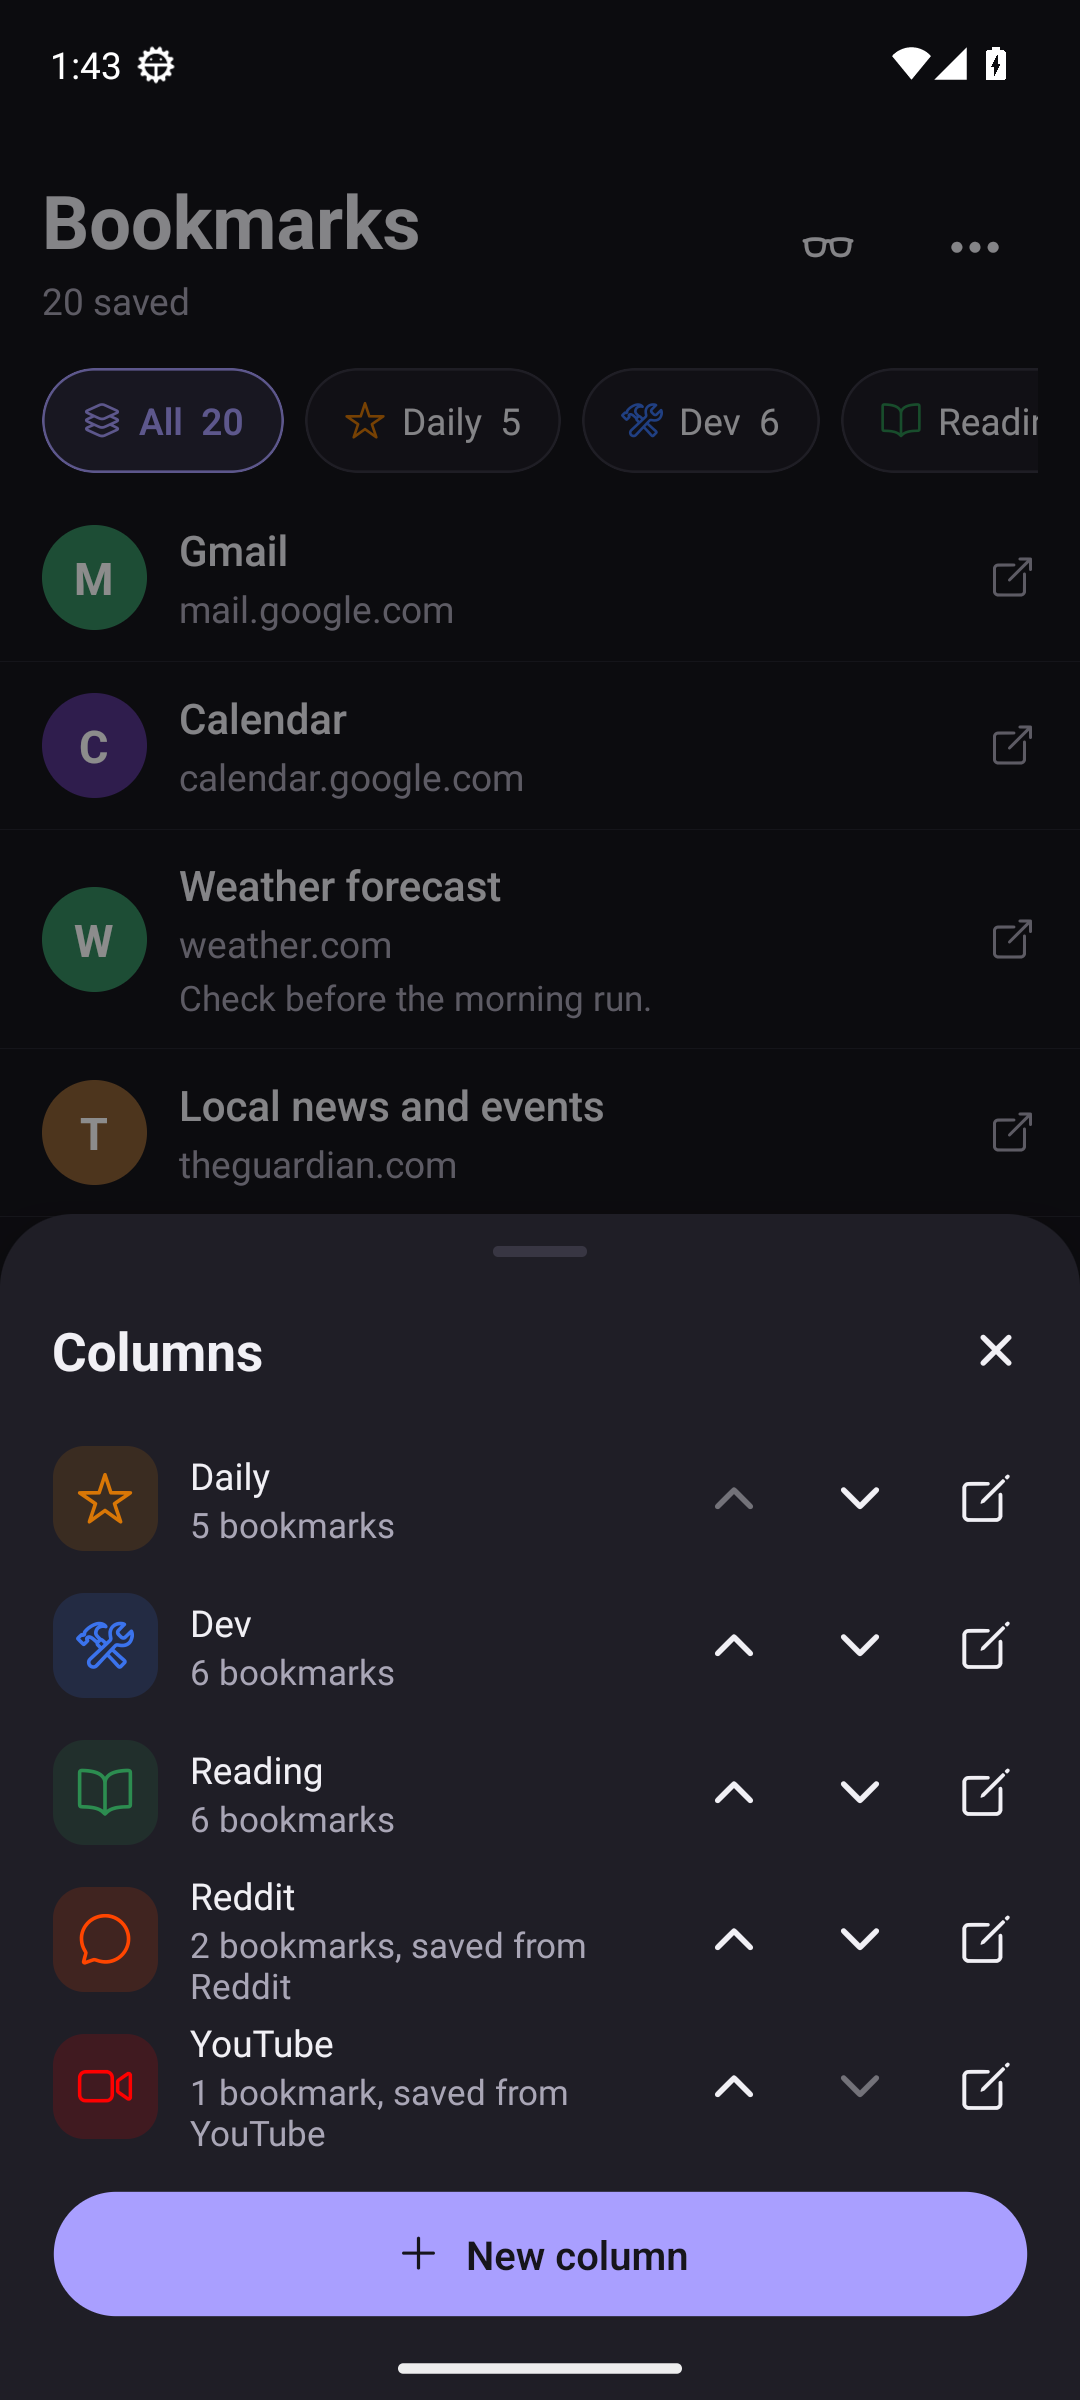 1:43
Bookmarks
20 saved
All 20
Daily 5
Dev 6
Readin
M
Gmail
mail.google.com
C
Calendar
calendar.google.com
W
Weather forecast
weather.com
Check before the morning run.
T
Local news and events
theguardian.com
Columns
Daily
5 bookmarks
Dev
6 bookmarks
Reading
6 bookmarks
Reddit
2 bookmarks, saved from
Reddit
YouTube
1 bookmark, saved from
YouTube
New column